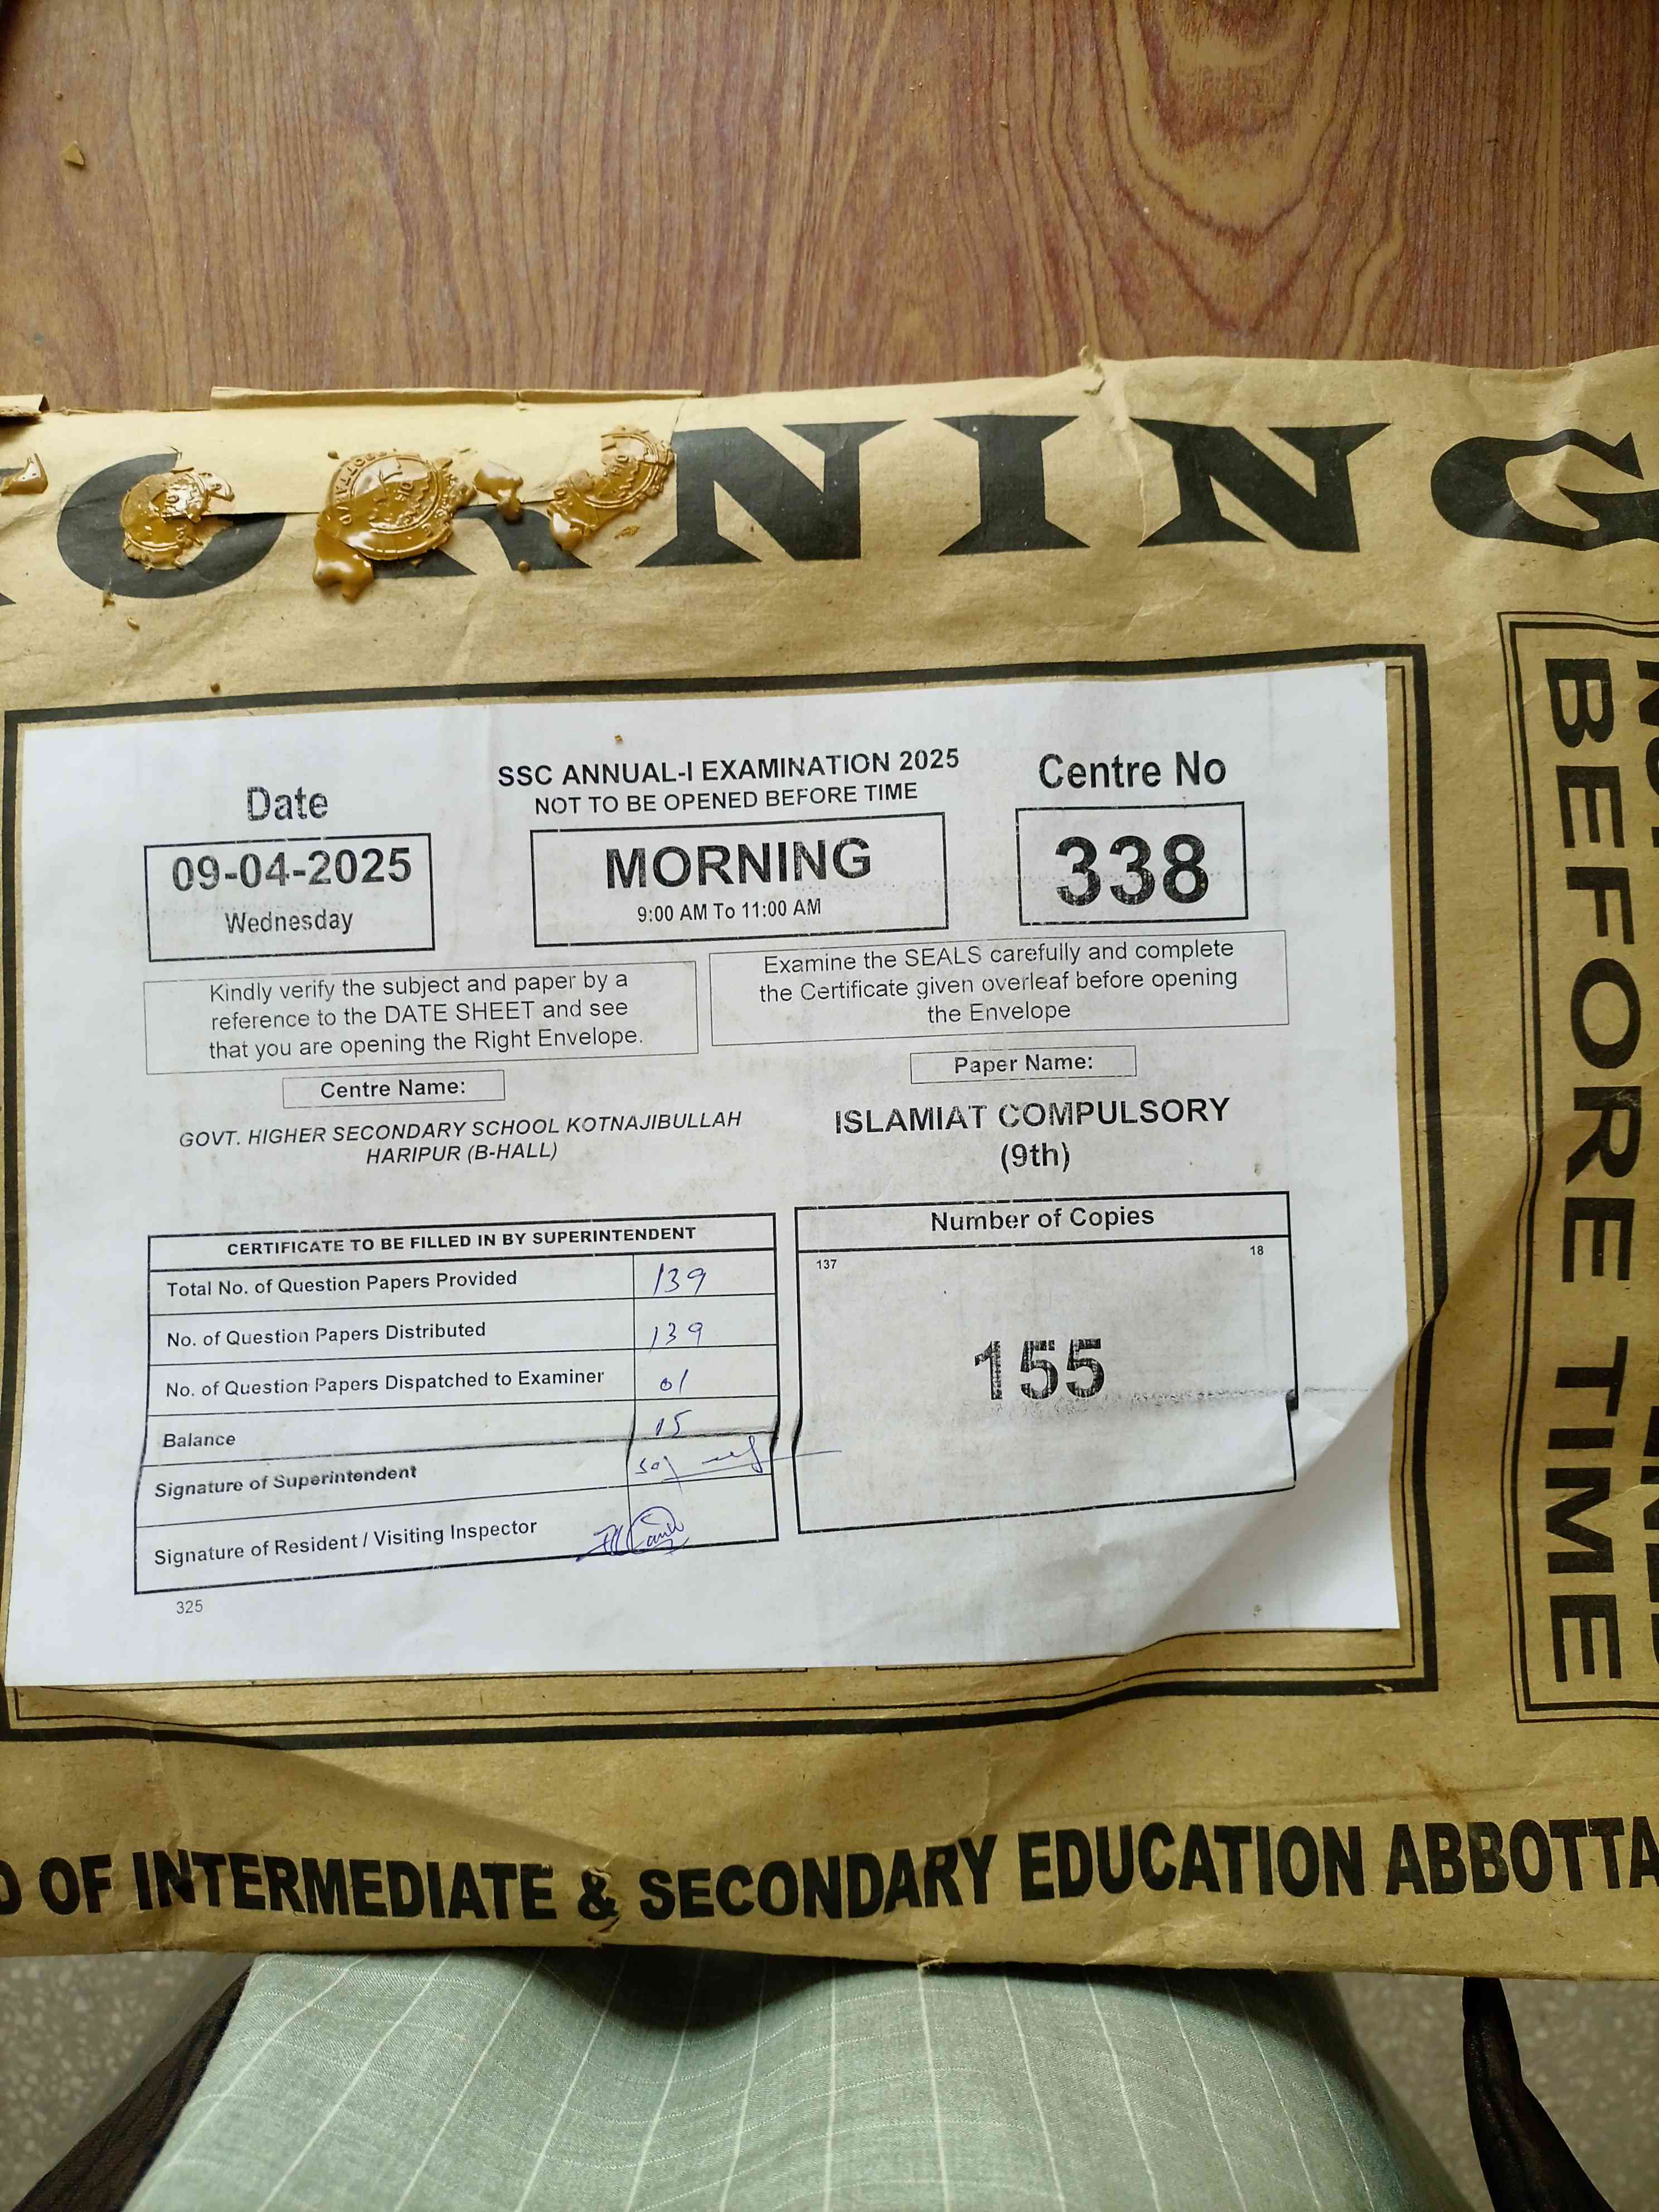 ORNING
Date
09-04-2025
Wednesday
SSC ANNUAL-I EXAMINATION 2025
NOT TO BE OPENED BEFORE TIME
MORNING
9:00 AM To 11:00 AM
Centre No
338
Kindly verify the subject and paper by a
reference to the DATE SHEET and see
that you are opening the Right Envelope.
Examine the SEALS carefully and complete
the Certificate given overleaf before opening
the Envelope
Centre Name:
GOVT. HIGHER SECONDARY SCHOOL KOTNAJIBULLAH
HARIPUR (B-HALL)
Paper Name:
ISLAMIAT COMPULSORY
(9th)
CERTIFICATE TO BE FILLED IN BY SUPERINTENDENT
Total No. of Question Papers Provided 139
No. of Question Papers Distributed 139
No. of Question Papers Dispatched to Examiner 01
Balance 15
Signature of Superintendent
Signature of Resident / Visiting Inspector
325
Number of Copies
137 18
155
BEFORE TIME
D OF INTERMEDIATE & SECONDARY EDUCATION ABBOTTA